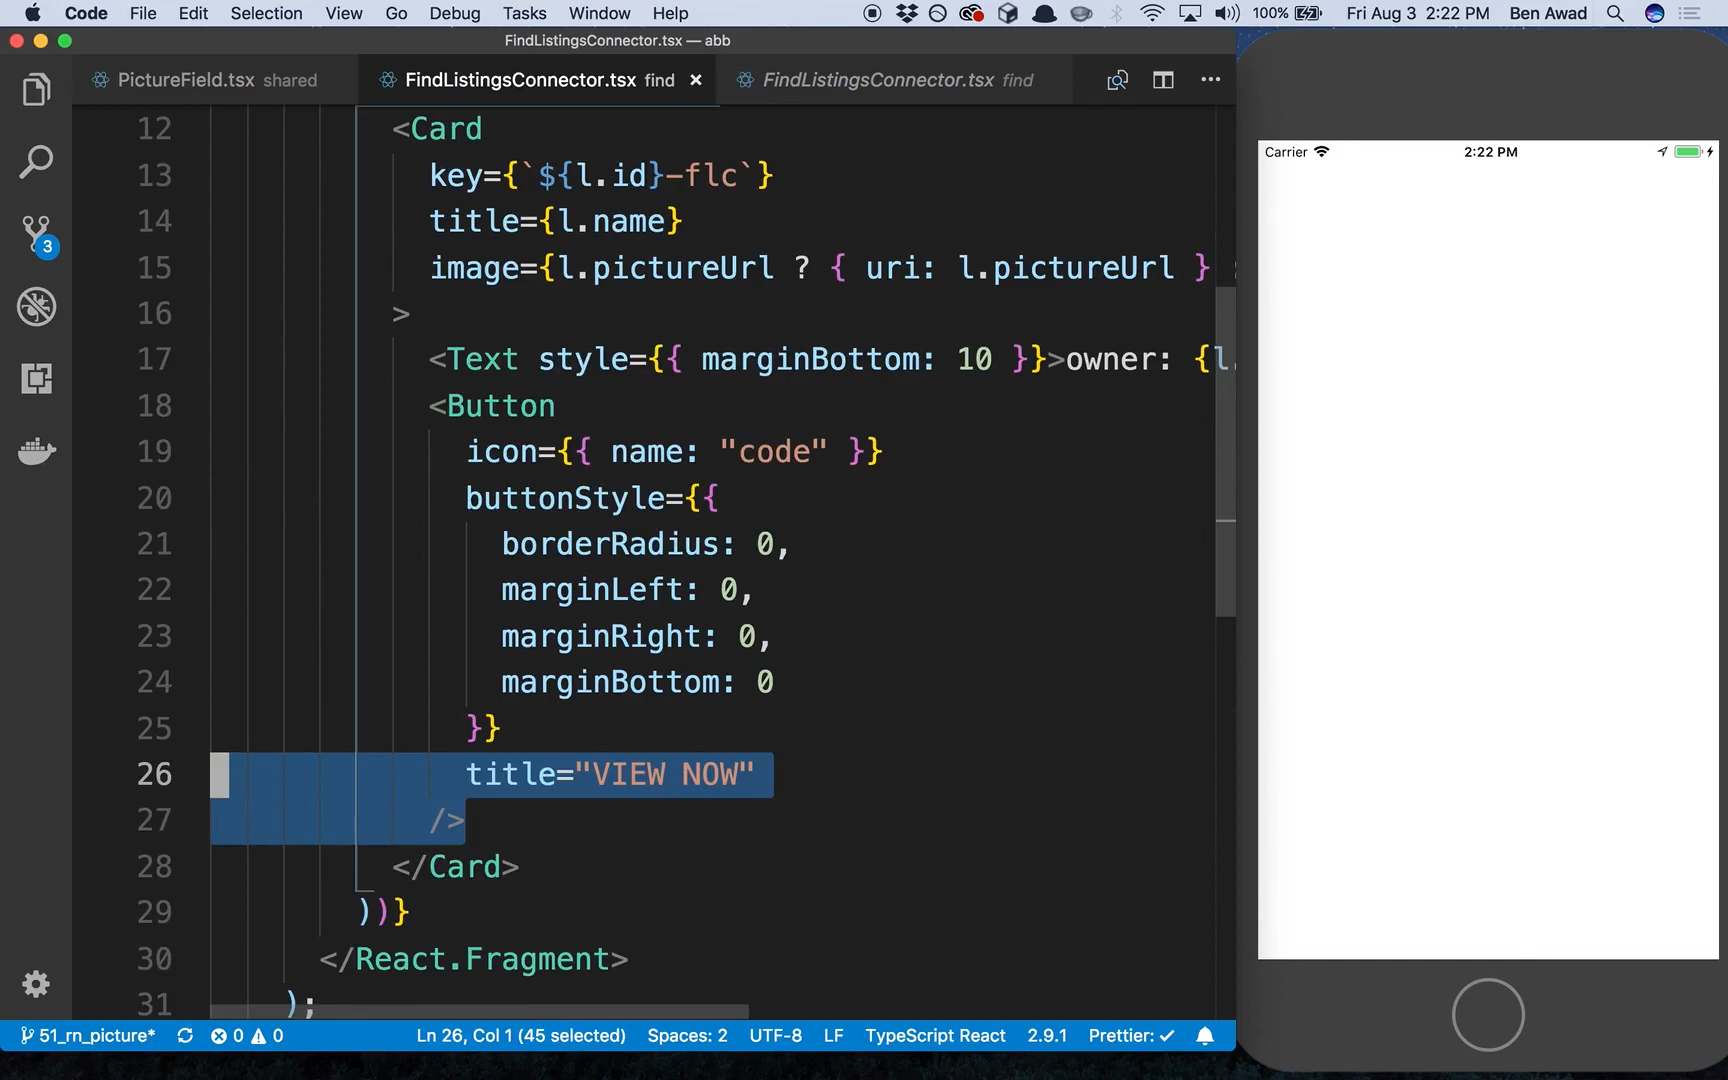 Code File Edit Selection View Go Debug Tasks Window Help 100% Fri Aug 3 2:22 PM Ben Awad
FindListingsConnector.tsx — abb
PictureField.tsx shared FindListingsConnector.tsx find × FindListingsConnector.tsx find
12 <Card
13 key={`${l.id}-flc`}
14 title={l.name}
15 image={l.pictureUrl ? { uri: l.pictureUrl } :
16 >
17 <Text style={{ marginBottom: 10 }}>owner: {l.
18 <Button
19 icon={{ name: "code" }}
20 buttonStyle={{
21 borderRadius: 0,
22 marginLeft: 0,
23 marginRight: 0,
24 marginBottom: 0
25 }}
26 title="VIEW NOW"
27 />
28 </Card>
29 ))}
30 </React.Fragment>
31 );
3
51_rn_picture* 0 0 Ln 26, Col 1 (45 selected) Spaces: 2 UTF-8 LF TypeScript React 2.9.1 Prettier: ✓
Carrier 2:22 PM